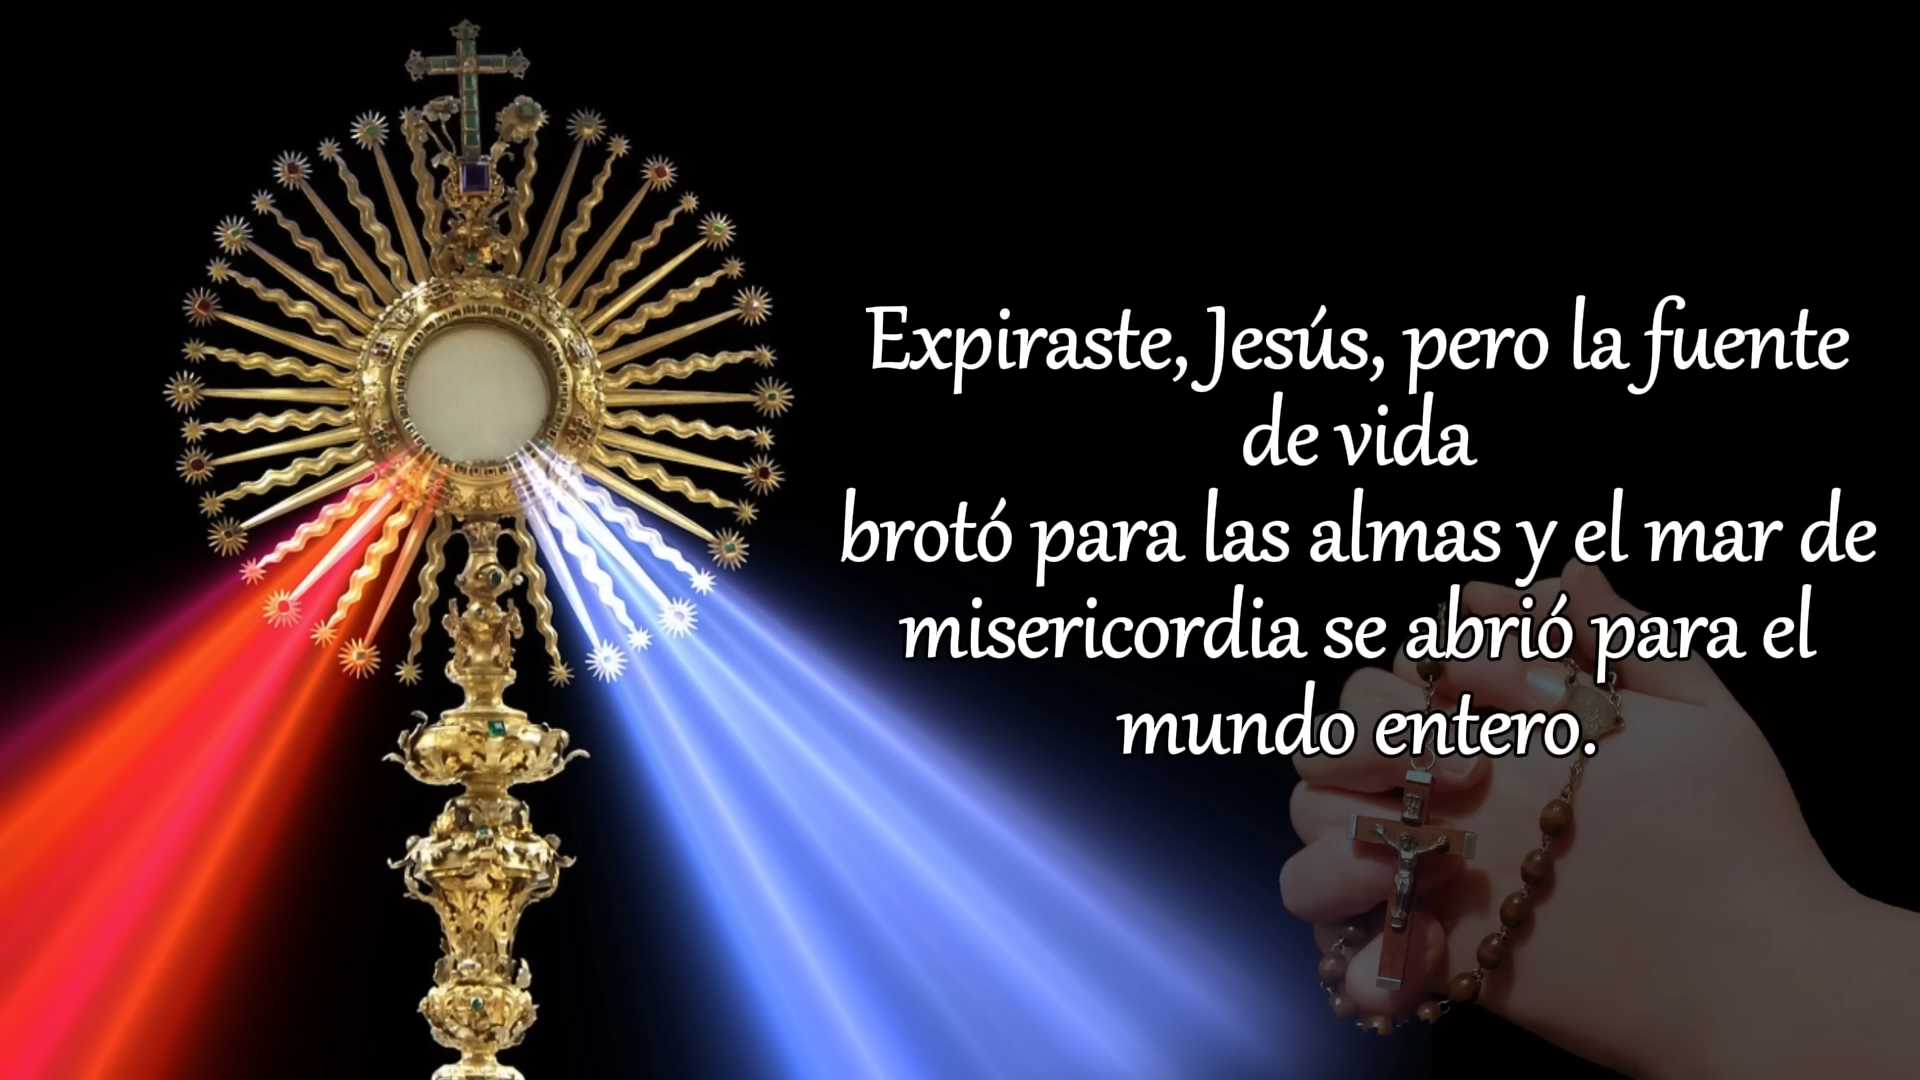 Expiraste, Jesús, pero la fuente
de vida
brotó para las almas y el mar de
misericordia se abrió para el
mundo entero.